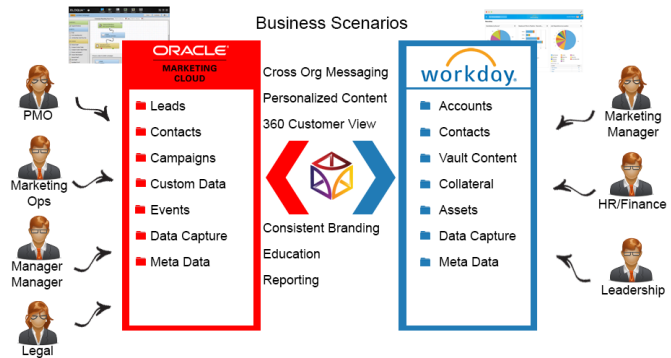 Business Scenarios
ORACLE
MARKETING
CLOUD
Leads
Contacts
Campaigns
Custom Data
Events
Data Capture
Meta Data
PMO
Marketing
Ops
Manager
Manager
Legal
Cross Org Messaging
Personalized Content
360 Customer View
Consistent Branding
Education
Reporting
workday
Accounts
Contacts
Vault Content
Collateral
Assets
Data Capture
Meta Data
Marketing
Manager
HR/Finance
Leadership